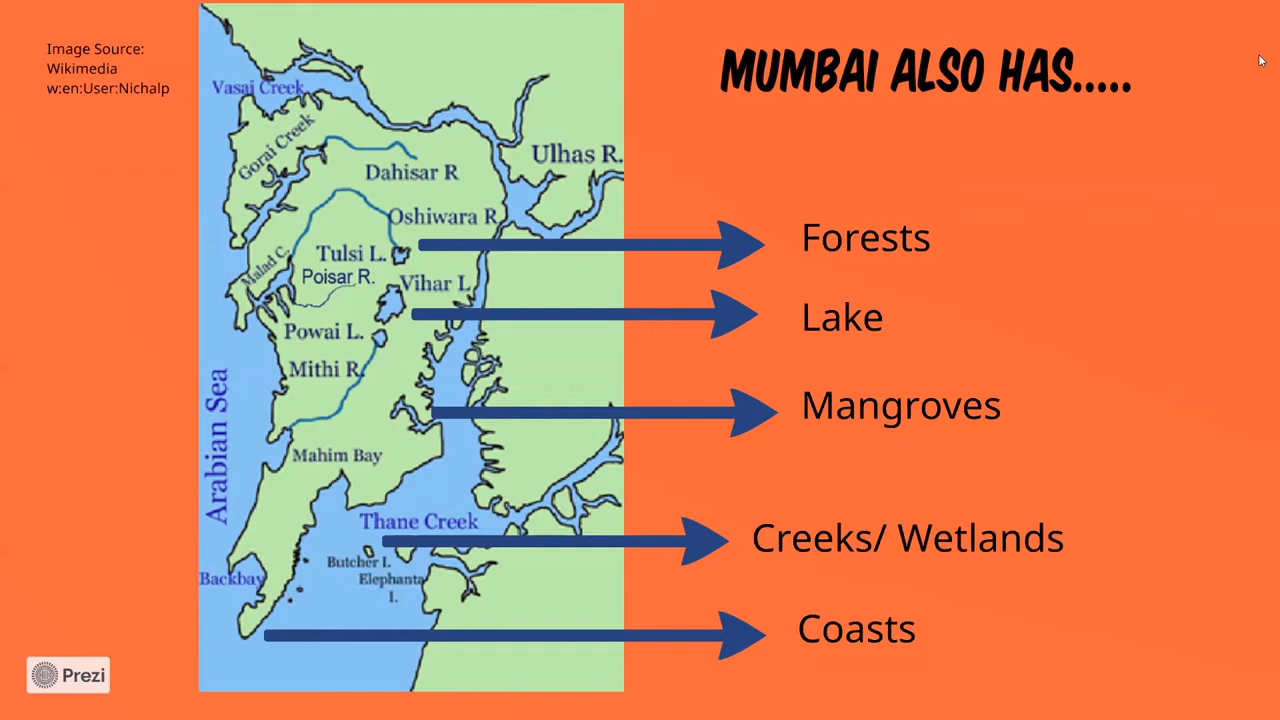 Image Source:
Wikimedia
w:en:User:Nichalp
MUMBAI ALSO HAS.....
Vasai Creek
Gorai Creek
Ulhas R.
Dahisar R
Oshiwara R.
Malad C.
Tulsi L.
Poisar R.
Vihar L
Powai L.
Mithi R.
Arabian Sea
Mahim Bay
Thane Creek
Butcher I.
Elephanta
I.
Backbay
Forests
Lake
Mangroves
Creeks/ Wetlands
Coasts
Prezi